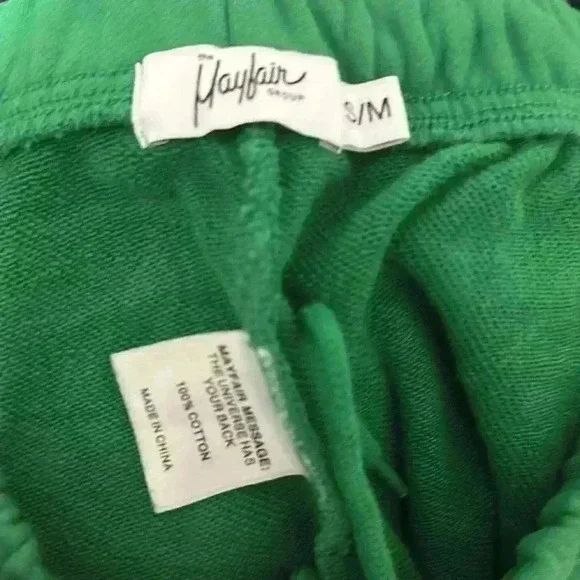 the
Mayfair
GROUP
S/M
MAYFAIR MESSAGE:
THE UNIVERSE HAS
YOUR BACK
100% COTTON
MADE IN CHINA